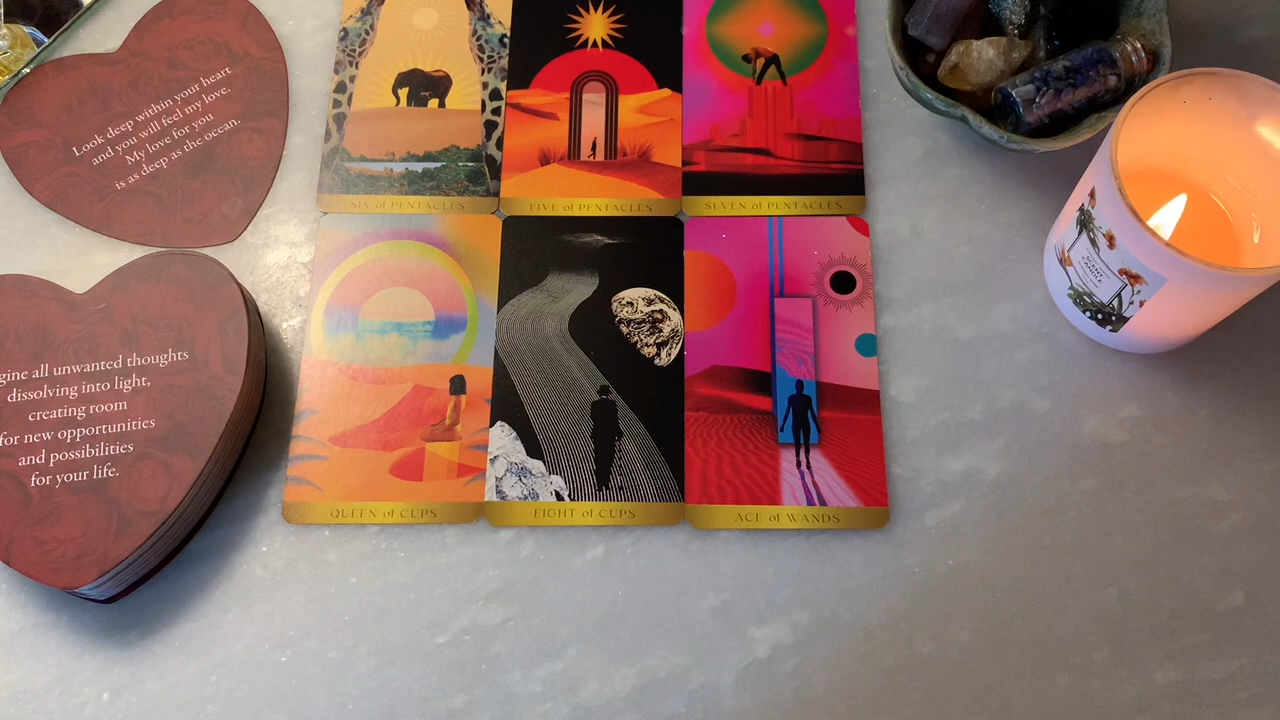 Look deep within your heart
and you will feel my love.
My love for you
is as deep as the ocean.
all unwanted thoughts
dissolving into light,
creating room
for new opportunities
and possibilities
for your life.
SIX of PENTACLES
FIVE of PENTACLES
SEVEN of PENTACLES
QUEEN of CUPS
EIGHT of CUPS
ACE of WANDS
SCENT
CANDLE